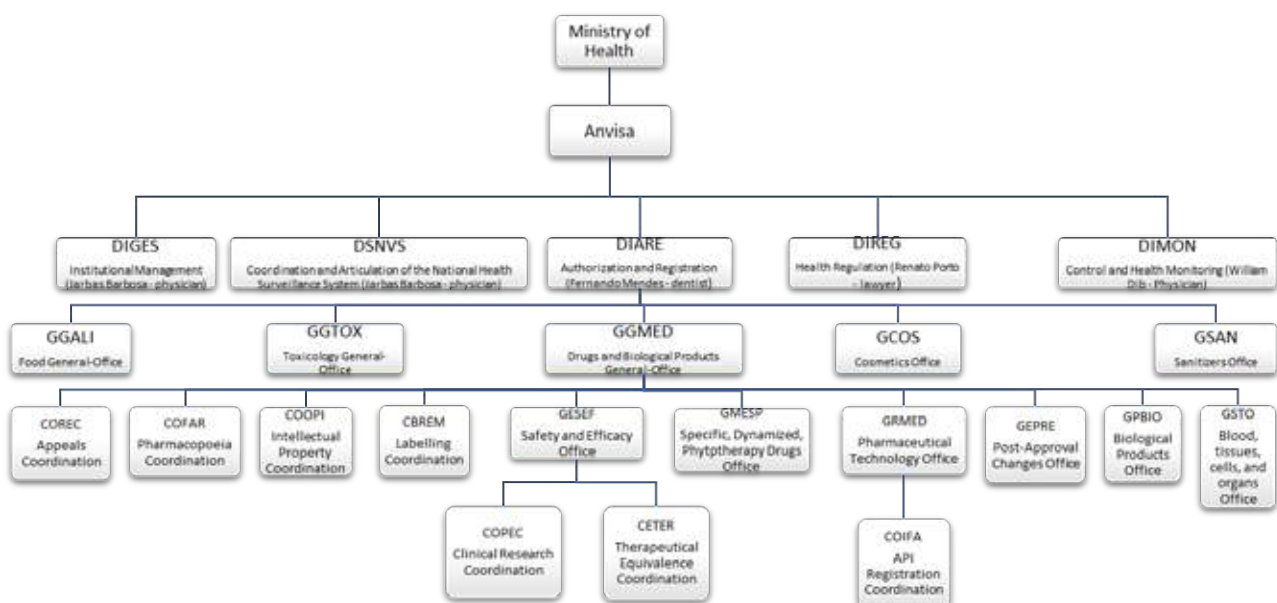 Ministry of
Health
Anvisa
DIGES
Institutional Management
(Jarbas Barbosa - physician)
DSNVS
Coordination and Articulation of the National Health
Surveillance System (Jarbas Barbosa - physician)
DIARE
Authorization and Registration
(Fernando Mendes - dentist)
DIREG
Health Regulation (Renato Porto
- lawyer)
DIMON
Control and Health Monitoring (William
Dib - Physician)
GGALI
Food General-Office
GGTOX
Toxicology General-
Office
GGMED
Drugs and Biological Products
General-Office
GCOS
Cosmetics Office
GSAN
Sanitizers Office
COREC
Appeals
Coordination
COFAR
Pharmacopoeia
Coordination
COOPI
Intellectual
Property
Coordination
CBREM
Labelling
Coordination
GESEF
Safety and Efficacy
Office
GMESP
Specific, Dynamized,
Phytptherapy Drugs
Office
GRMED
Pharmaceutical
Technology Office
GEPRE
Post-Approval
Changes Office
GPBIO
Biological
Products
Office
GSTO
Blood,
tissues,
cells, and
organs
Office
COPEC
Clinical Research
Coordination
CETER
Therapeutical
Equivalence
Coordination
COIFA
API
Registration
Coordination